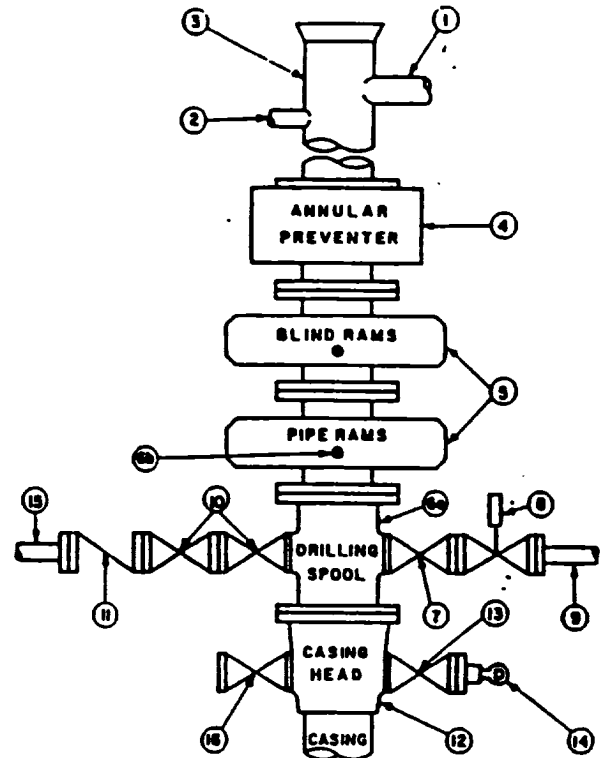 3
1
2
ANNULAR
PREVENTER
4
BLIND RAMS
5
PIPE RAMS
6b
15
10
6a
8
DRILLING
SPOOL
11
7
9
13
CASING
HEAD
16
12
14
CASING